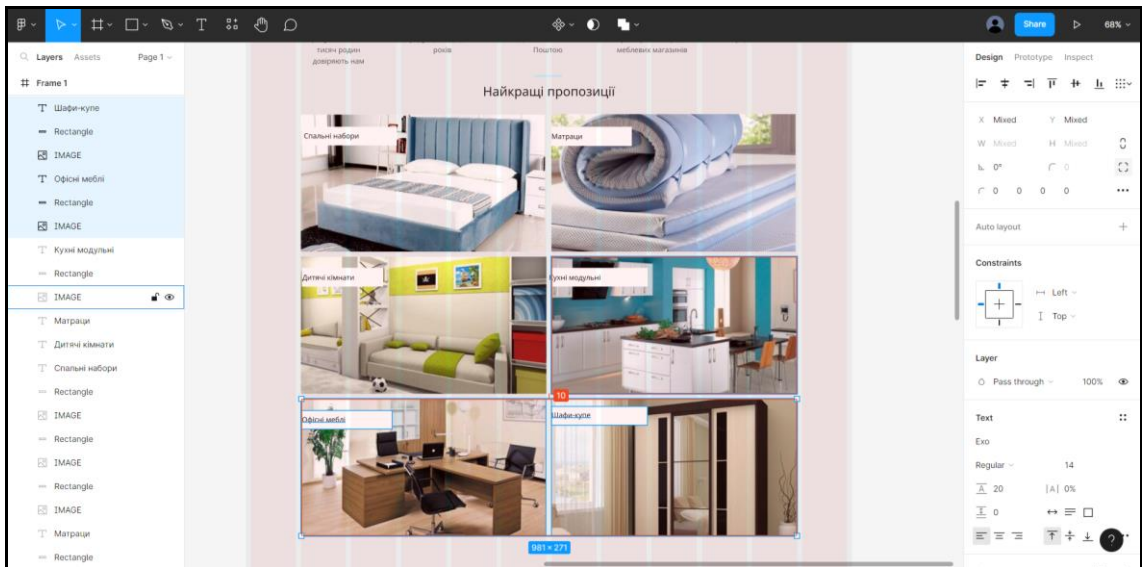 Share
68%
Layers Assets Page 1
Frame 1
Шафи-купе
Rectangle
IMAGE
Офісні меблі
Rectangle
IMAGE
Кухні модульні
Rectangle
IMAGE
Матраци
Дитячі кімнати
Спальні набори
Rectangle
IMAGE
Rectangle
IMAGE
Rectangle
IMAGE
Матраци
Rectangle
тисяч родин
довіряють нам
років
Поштою
меблевих магазинів
Найкращі пропозиції
Спальні набори
Матраци
Дитячі кімнати
Кухні модульні
10
Офісні меблі
Шафи-купе
981 × 271
Design Prototype Inspect
X Mixed Y Mixed
W Mixed H Mixed
0° 0
0 0 0 0
Auto layout
Constraints
Left
Top
Layer
Pass through 100%
Text
Exo
Regular 14
A 20 |A| 0%
0
?